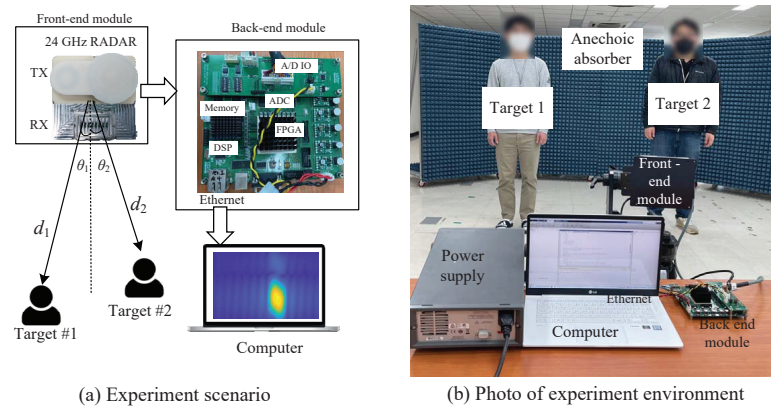 Front-end module
24 GHz RADAR
TX
RX
θ1
θ2
d1
d2
Target #1
Target #2
Back-end module
A/D IO
Memory
ADC
FPGA
DSP
Ethernet
Computer
(a) Experiment scenario
Anechoic
absorber
Target 1
Target 2
Front -
end
module
Power
supply
Ethernet
Computer
Back end
module
(b) Photo of experiment environment